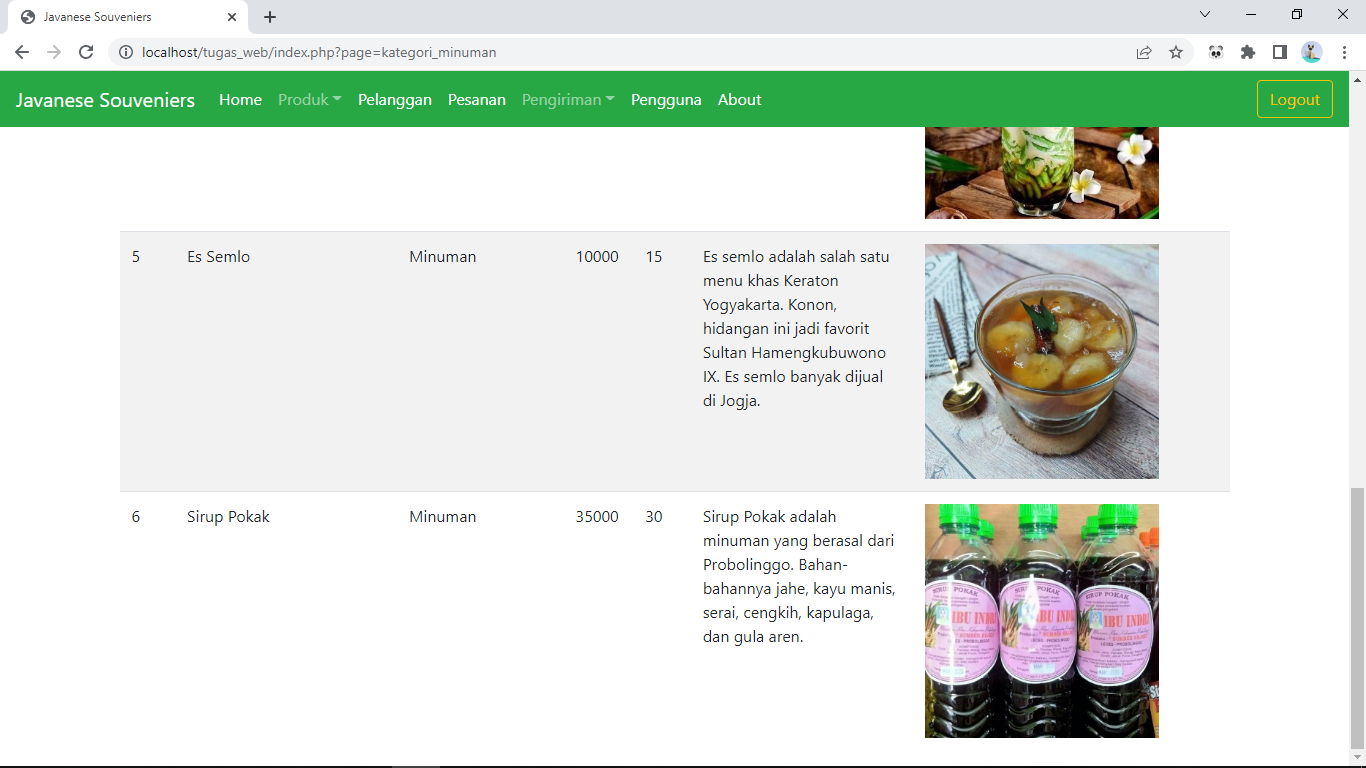 Javanese Souveniers
localhost/tugas_web/index.php?page=kategori_minuman
Javanese Souveniers Home Produk Pelanggan Pesanan Pengiriman Pengguna About Logout
5 Es Semlo Minuman 10000 15 Es semlo adalah salah satu
menu khas Keraton
Yogyakarta. Konon,
hidangan ini jadi favorit
Sultan Hamengkubuwono
IX. Es semlo banyak dijual
di Jogja.
6 Sirup Pokak Minuman 35000 30 Sirup Pokak adalah
minuman yang berasal dari
Probolinggo. Bahan-
bahannya jahe, kayu manis,
serai, cengkih, kapulaga,
dan gula aren.
SIRUP POKAK
IBU INDRI